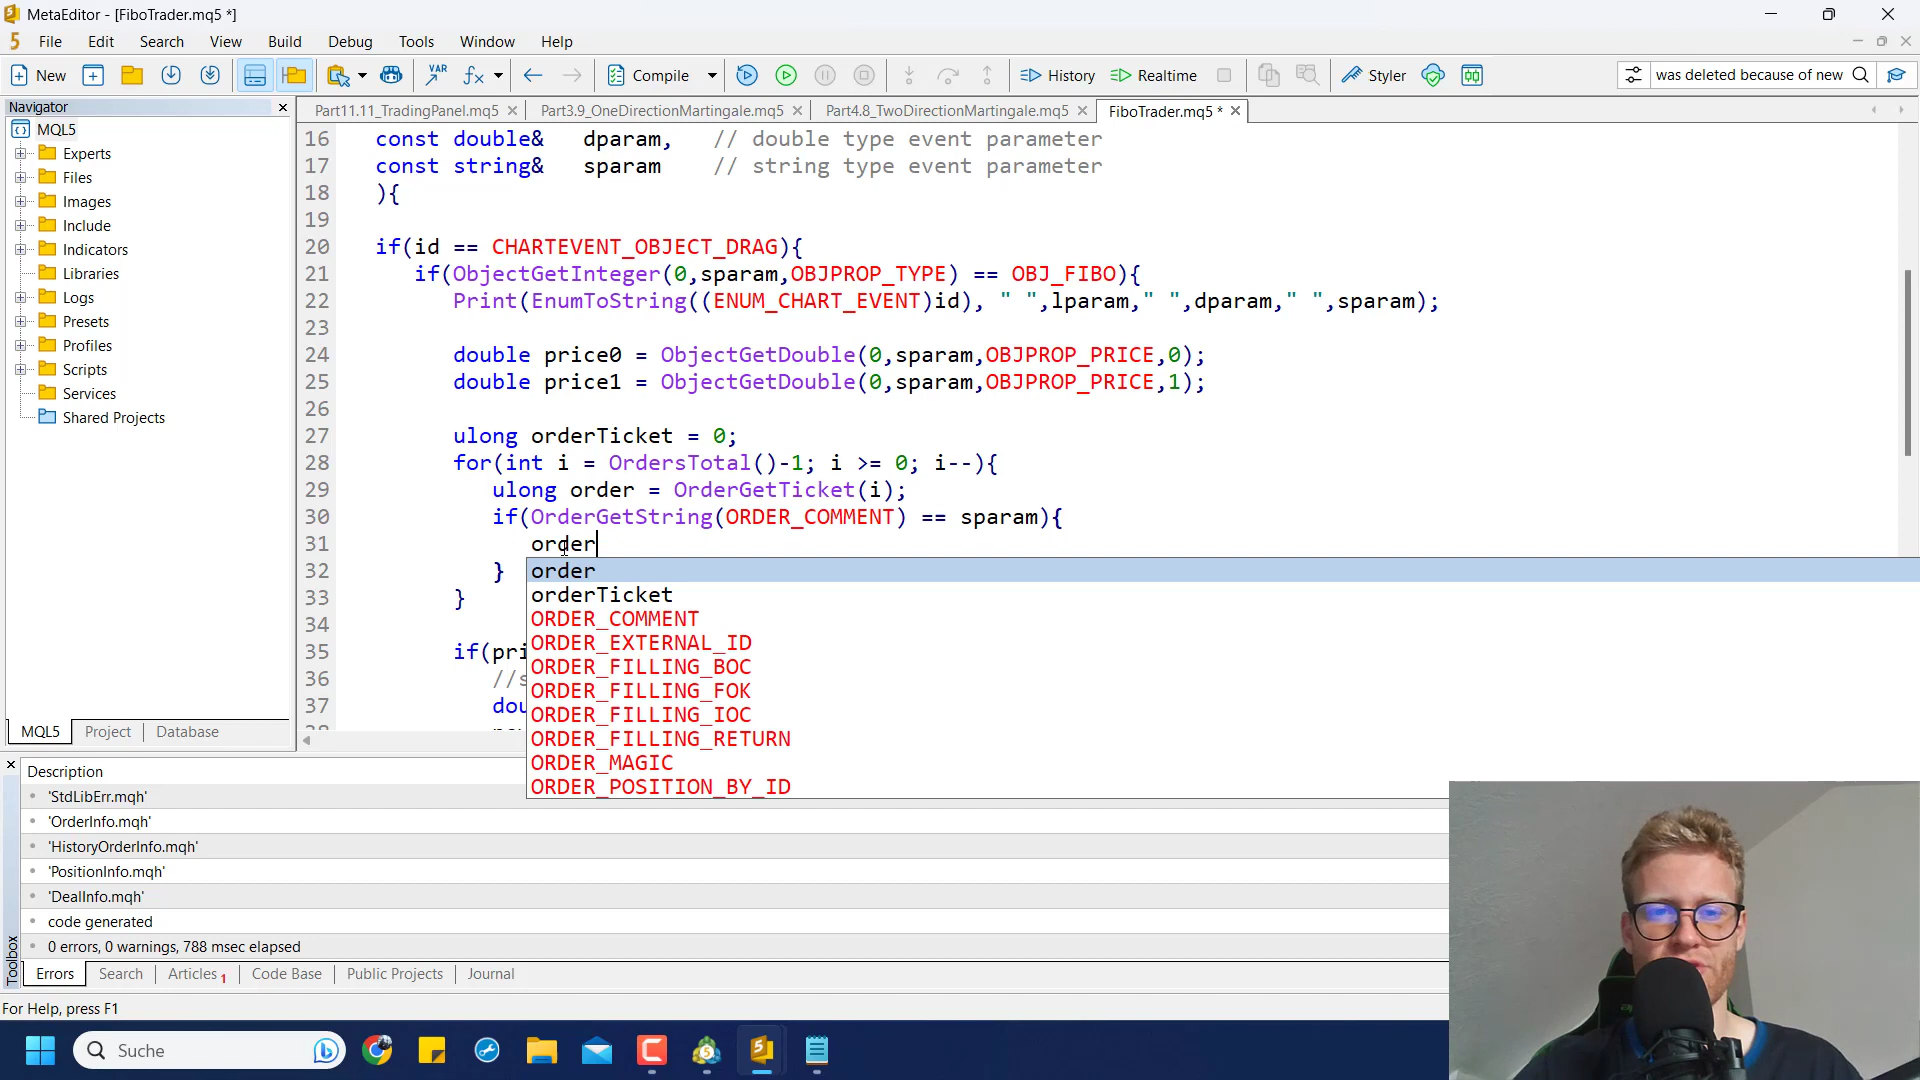 MetaEditor - [FiboTrader.mq5 *]
5 File Edit Search View Build Debug Tools Window Help
New VAR fx Compile History Realtime Styler was deleted because of new
Navigator
Part11.11_TradingPanel.mq5 Part3.9_OneDirectionMartingale.mq5 Part4.8_TwoDirectionMartingale.mq5 FiboTrader.mq5 *
MQL5
Experts
Files
Images
Include
Indicators
Libraries
Logs
Presets
Profiles
Scripts
Services
Shared Projects
MQL5 Project Database
16 const double& dparam, // double type event parameter
17 const string& sparam // string type event parameter
18 ){
19
20 if(id == CHARTEVENT_OBJECT_DRAG){
21 if(ObjectGetInteger(0,sparam,OBJPROP_TYPE) == OBJ_FIBO){
22 Print(EnumToString((ENUM_CHART_EVENT)id), " ",lparam," ",dparam," ",sparam);
23
24 double price0 = ObjectGetDouble(0,sparam,OBJPROP_PRICE,0);
25 double price1 = ObjectGetDouble(0,sparam,OBJPROP_PRICE,1);
26
27 ulong orderTicket = 0;
28 for(int i = OrdersTotal()-1; i >= 0; i--){
29 ulong order = OrderGetTicket(i);
30 if(OrderGetString(ORDER_COMMENT) == sparam){
31 order
32 }
33 }
34
35 if(pri
36 //s
37 dou
order
orderTicket
ORDER_COMMENT
ORDER_EXTERNAL_ID
ORDER_FILLING_BOC
ORDER_FILLING_FOK
ORDER_FILLING_IOC
ORDER_FILLING_RETURN
ORDER_MAGIC
ORDER_POSITION_BY_ID
Description
'StdLibErr.mqh'
'OrderInfo.mqh'
'HistoryOrderInfo.mqh'
'PositionInfo.mqh'
'DealInfo.mqh'
code generated
0 errors, 0 warnings, 788 msec elapsed
Toolbox
Errors Search Articles 1 Code Base Public Projects Journal
For Help, press F1
Suche